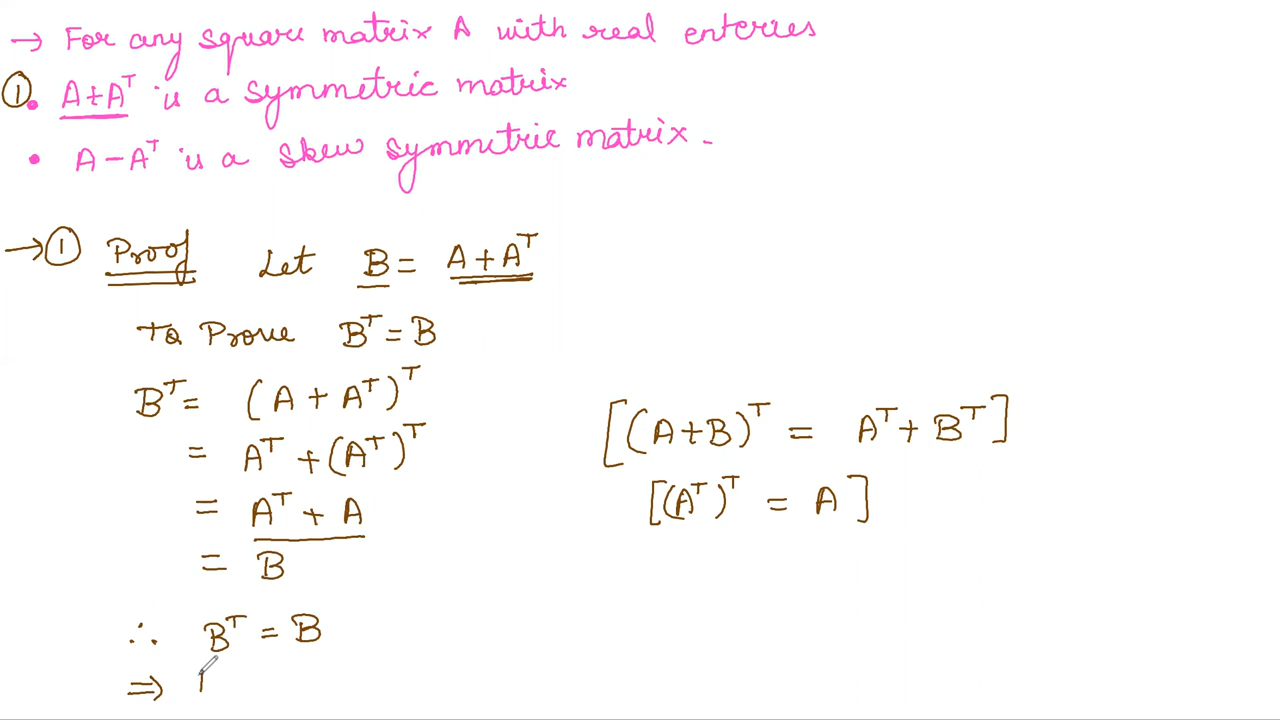 → For any square matrix A with real enteries
① • A+Aᵀ is a symmetric matrix
• A - Aᵀ is a skew symmetric matrix.
→ ① Proof Let B = A + Aᵀ
To Prove Bᵀ = B
Bᵀ = (A + Aᵀ)ᵀ
= Aᵀ + (Aᵀ)ᵀ
[(A+B)ᵀ = Aᵀ + Bᵀ]
= Aᵀ + A
[(Aᵀ)ᵀ = A]
= B
∴ Bᵀ = B
⇒